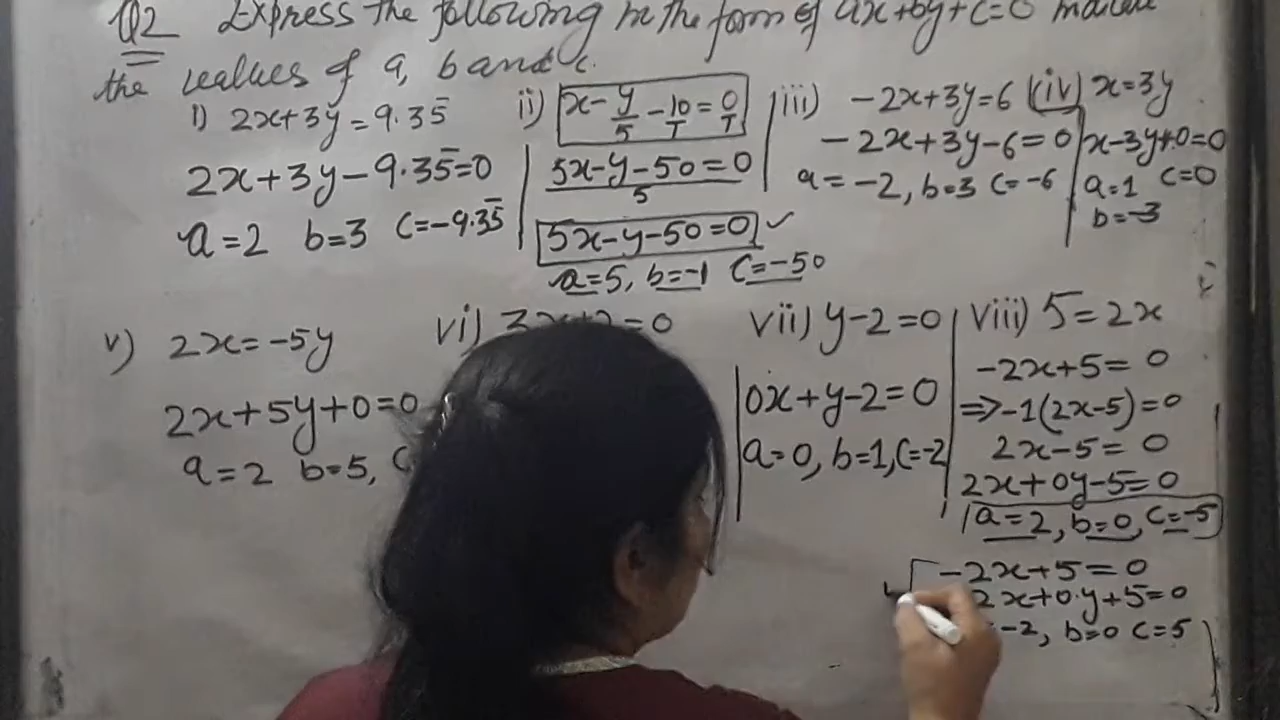 Q2 Express the following in the form of ax+by+c=0
the values of a, b and c.
i) 2x+3y=9.35̅
2x+3y-9.35̅=0
a=2 b=3 c=-9.35̅
ii) x-y/5-10/1=0/1
5x-y-50=0
5
5x-y-50=0 ✓
a=5, b=-1 c=-50
iii) -2x+3y=6
-2x+3y-6=0
a=-2, b=3 c=-6
(iv) x=3y
x-3y+0=0
a=1 c=0
b=-3
v) 2x=-5y
2x+5y+0=0
a=2 b=5, c
vi) 3x+2=0
vii) y-2=0
0x+y-2=0
a=0, b=1, c=-2
viii) 5=2x
-2x+5=0
=>-1(2x-5)=0
2x-5=0
2x+0y-5=0
a=2, b=0, c=-5
-2x+5=0
2x+0.y+5=0
-2, b=0 c=5